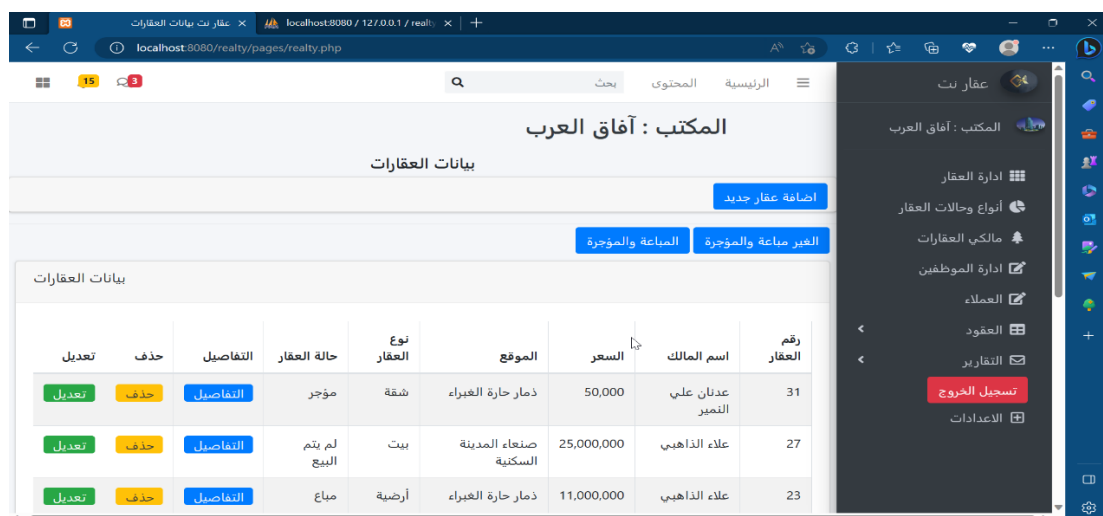 عقار نت بيانات العقارات
localhost:8080 / 127.0.0.1 / realty
localhost:8080/realty/pages/realty.php
عقار نت
المكتب : آفاق العرب
ادارة العقار
أنواع وحالات العقار
مالكي العقارات
ادارة الموظفين
العملاء
العقود
التقارير
تسجيل الخروج
الاعدادات
الرئيسية المحتوى بحث 3 15
المكتب : آفاق العرب
بيانات العقارات
اضافة عقار جديد
الغير مباعة والمؤجرة المباعة والمؤجرة
بيانات العقارات
رقم العقار اسم المالك السعر الموقع نوع العقار حالة العقار التفاصيل حذف تعديل
31 عدنان علي النمير 50,000 ذمار حارة الغبراء شقة مؤجر التفاصيل حذف تعديل
27 علاء الذاهبي 25,000,000 صنعاء المدينة السكنية بيت لم يتم البيع التفاصيل حذف تعديل
23 علاء الذاهبي 11,000,000 ذمار حارة الغبراء أرضية مباع التفاصيل حذف تعديل